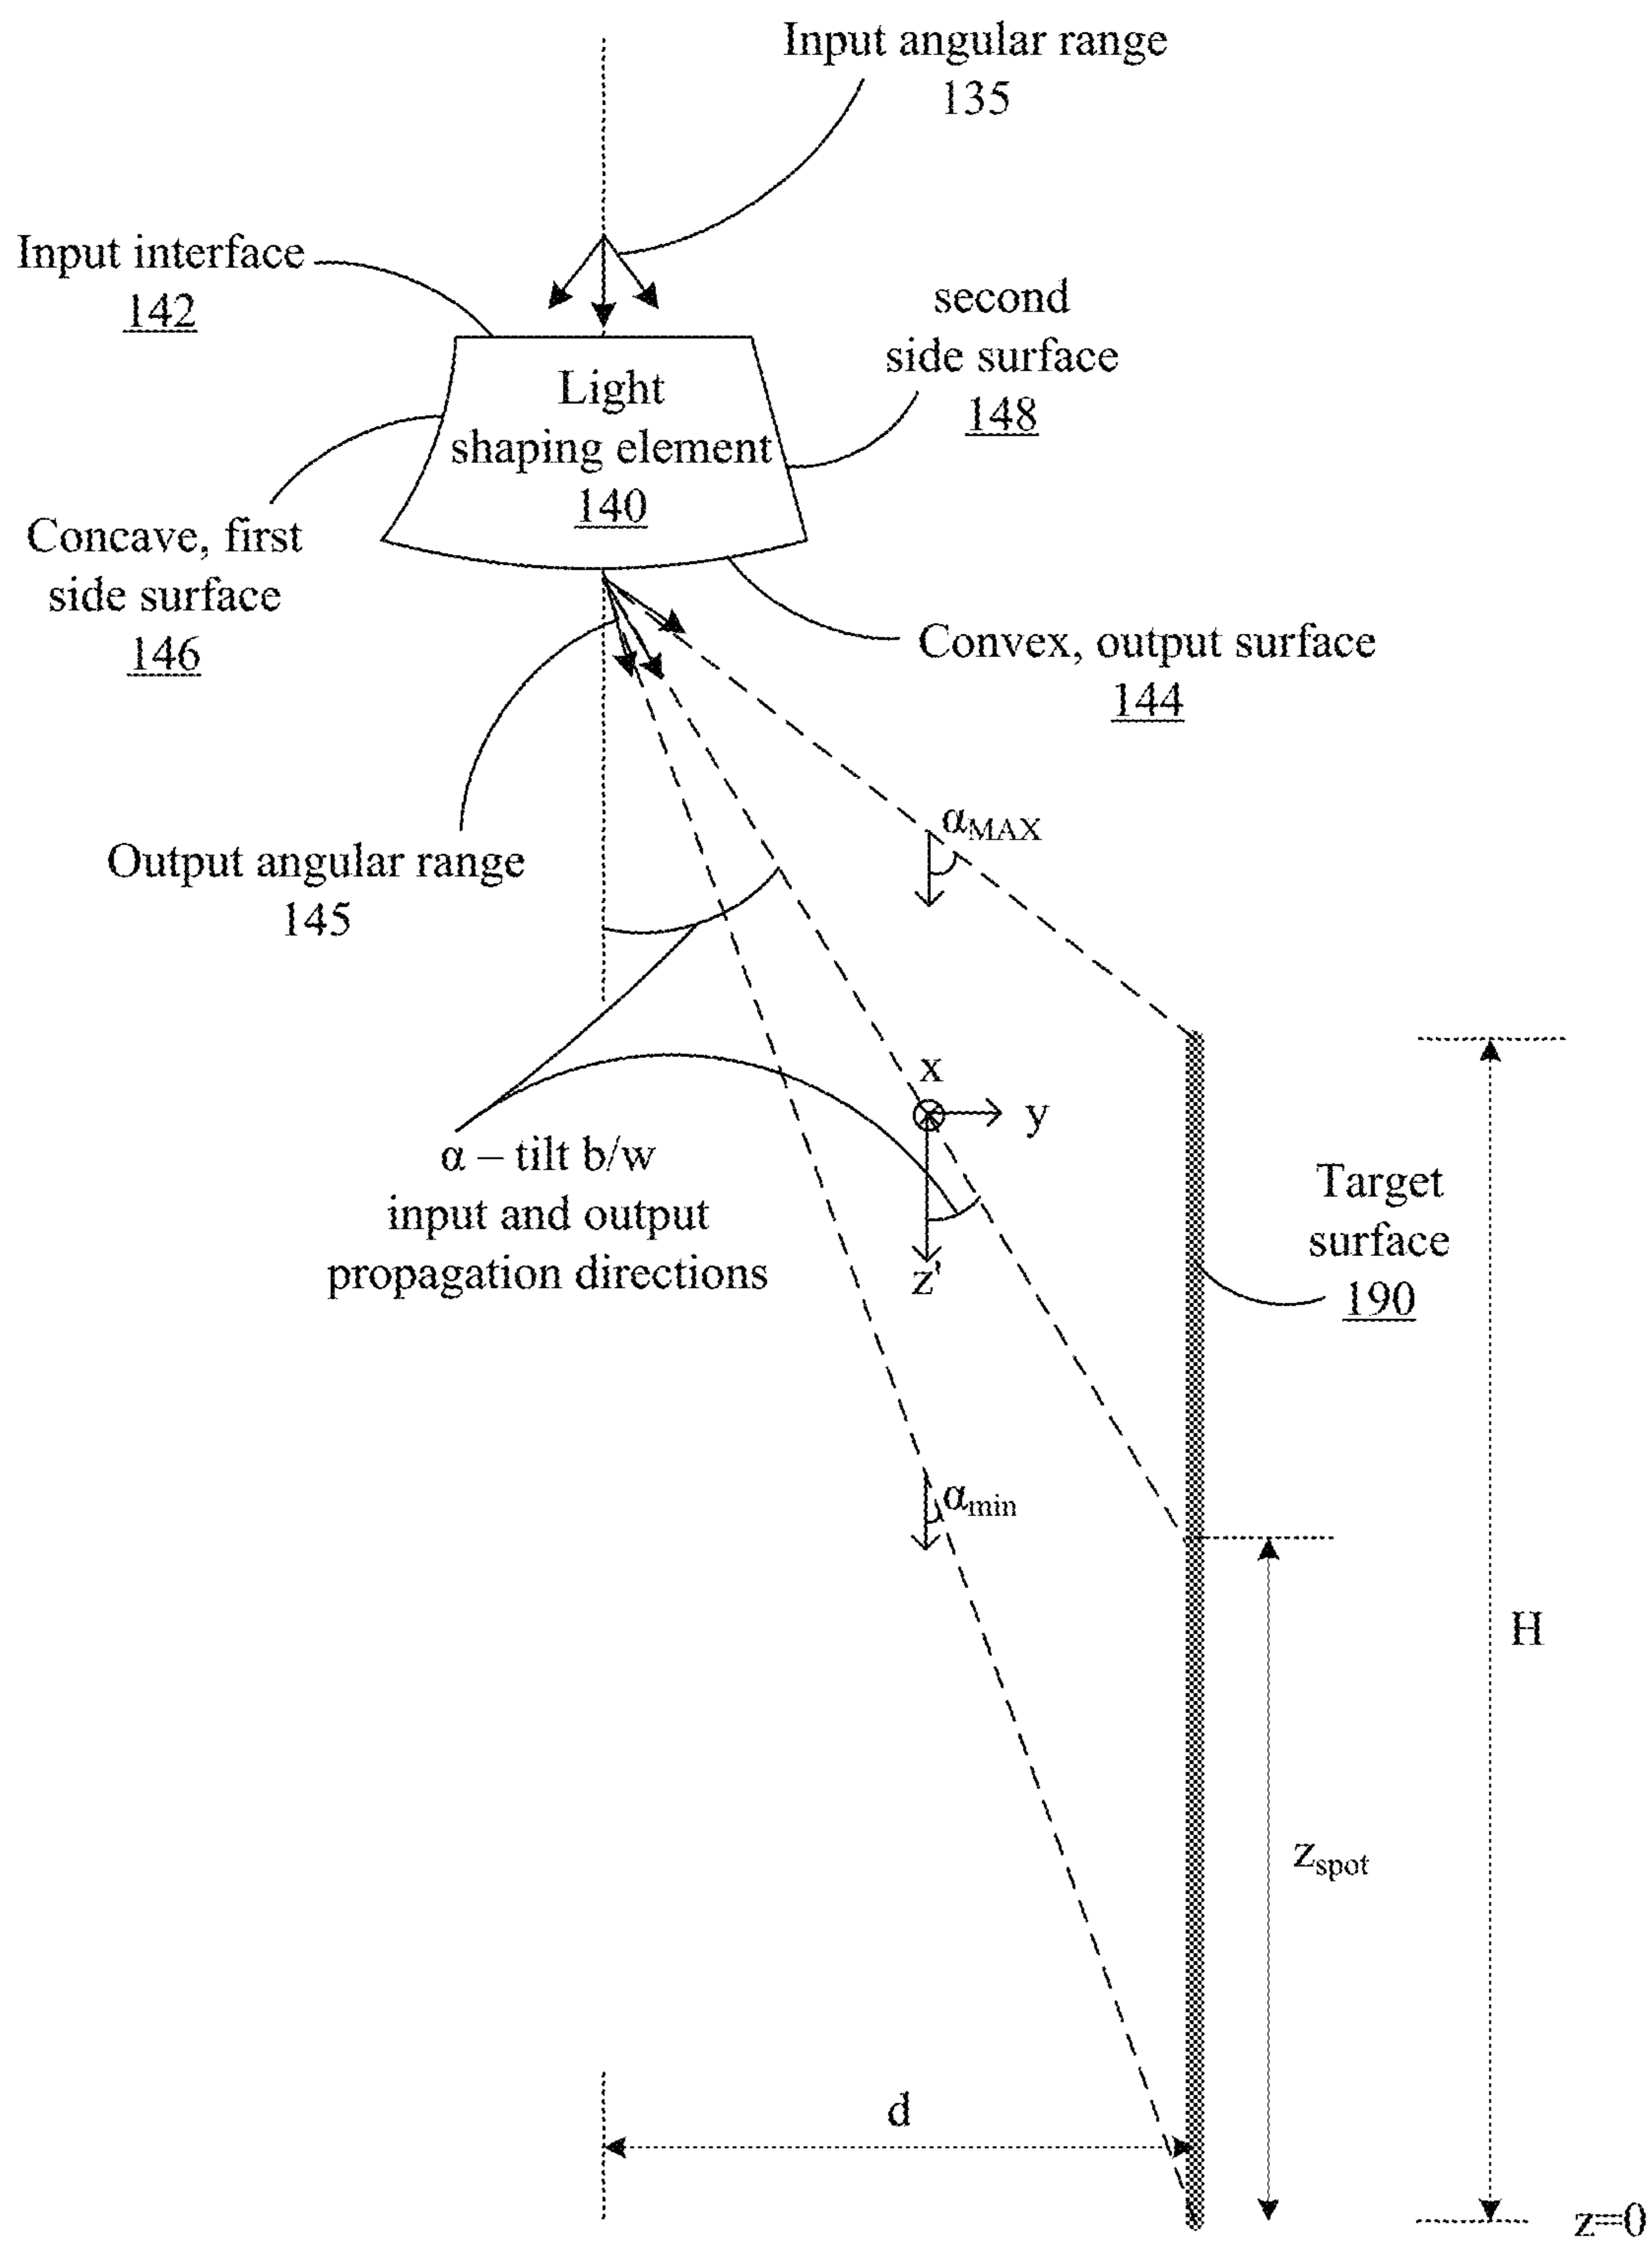 Input angular range
135
Input interface
142
second
side surface
148
Light
shaping element
140
Concave, first
side surface
146
Convex, output surface
144
αMAX
Output angular range
145
x
y
z'
α – tilt b/w
input and output
propagation directions
Target
surface
190
αmin
H
zspot
d
z=0